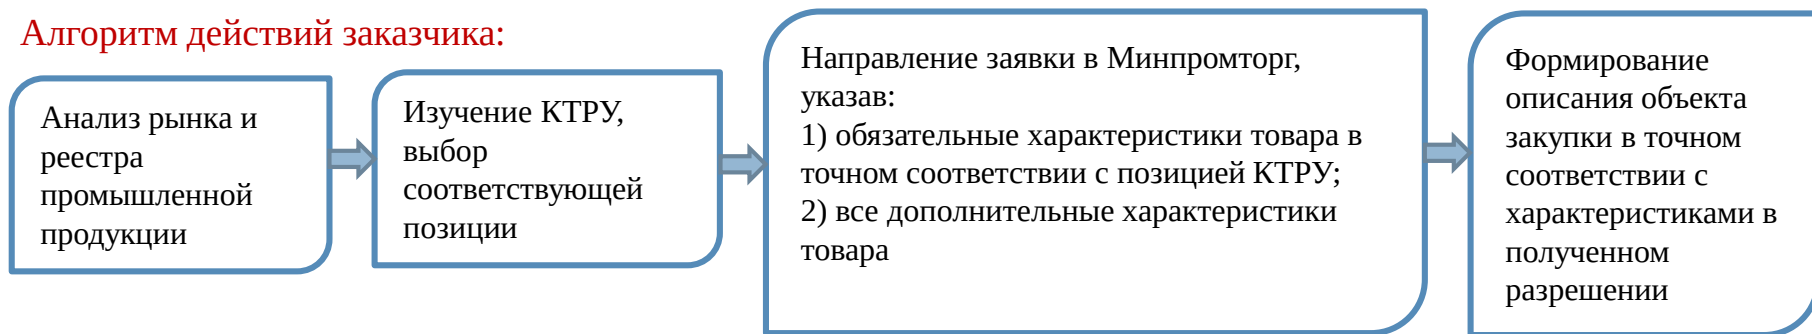 Алгоритм действий заказчика:
Анализ рынка и
реестра
промышленной
продукции
Изучение КТРУ,
выбор
соответствующей
позиции
Направление заявки в Минпромторг,
указав:
1) обязательные характеристики товара в
точном соответствии с позицией КТРУ;
2) все дополнительные характеристики
товара
Формирование
описания объекта
закупки в точном
соответствии с
характеристиками в
полученном
разрешении